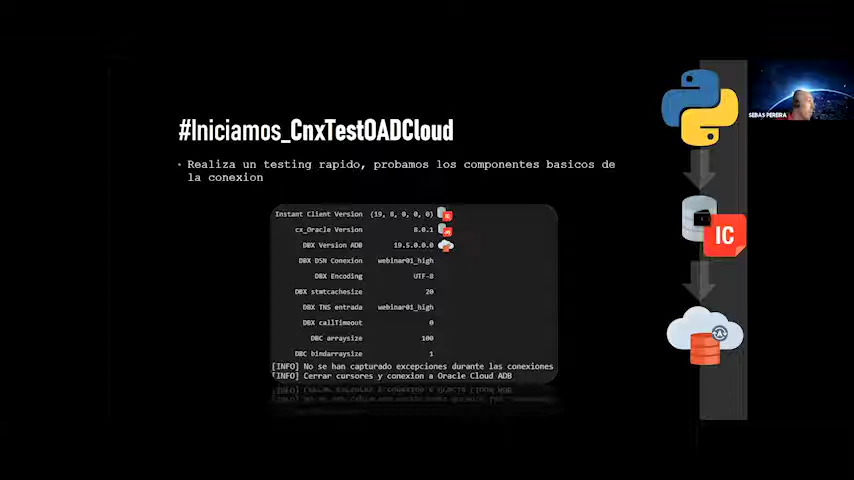 #Iniciamos_CnxTestOADCloud
Realiza un testing rapido, probamos los componentes basicos de
la conexion
Instant Client Version (19, 8, 0, 0, 0)
cx_Oracle Version 8.0.1
DBX Version ADB 19.5.0.0.0
DBX DSN Conexion webinar01_high
DBX Encoding UTF-8
DBX stmtcachesize 20
DBX TNS entrada webinar01_high
DBX callTimeout 0
DBC arraysize 100
DBC bindarraysize 1
[INFO] No se han capturado excepciones durante las conexiones
[INFO] Cerrar cursores y conexion a Oracle Cloud ADB
IC
SEBAS PEREIRA